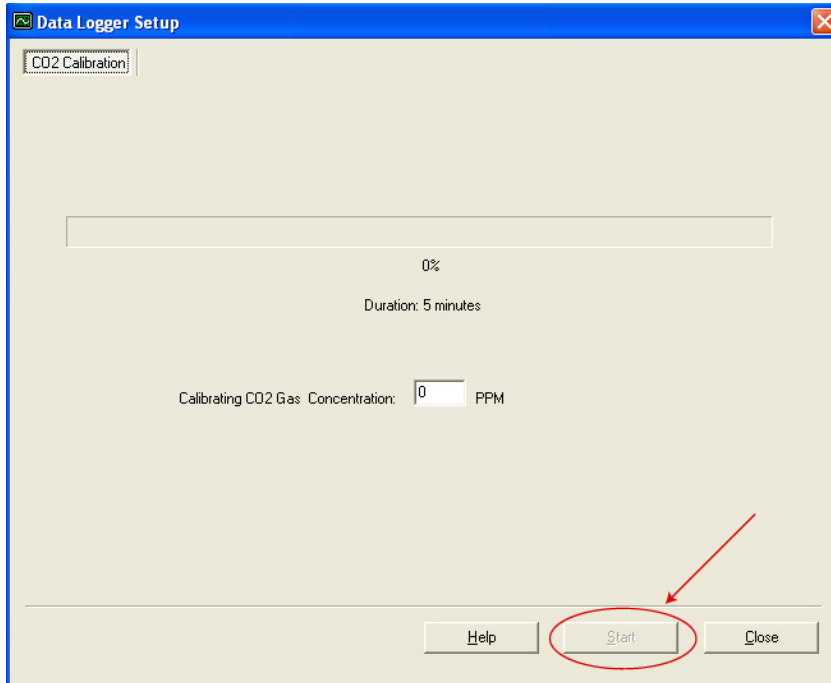 Data Logger Setup
CO2 Calibration
0%
Duration: 5 minutes
Calibrating CO2 Gas Concentration: 0 PPM
Help Start Close